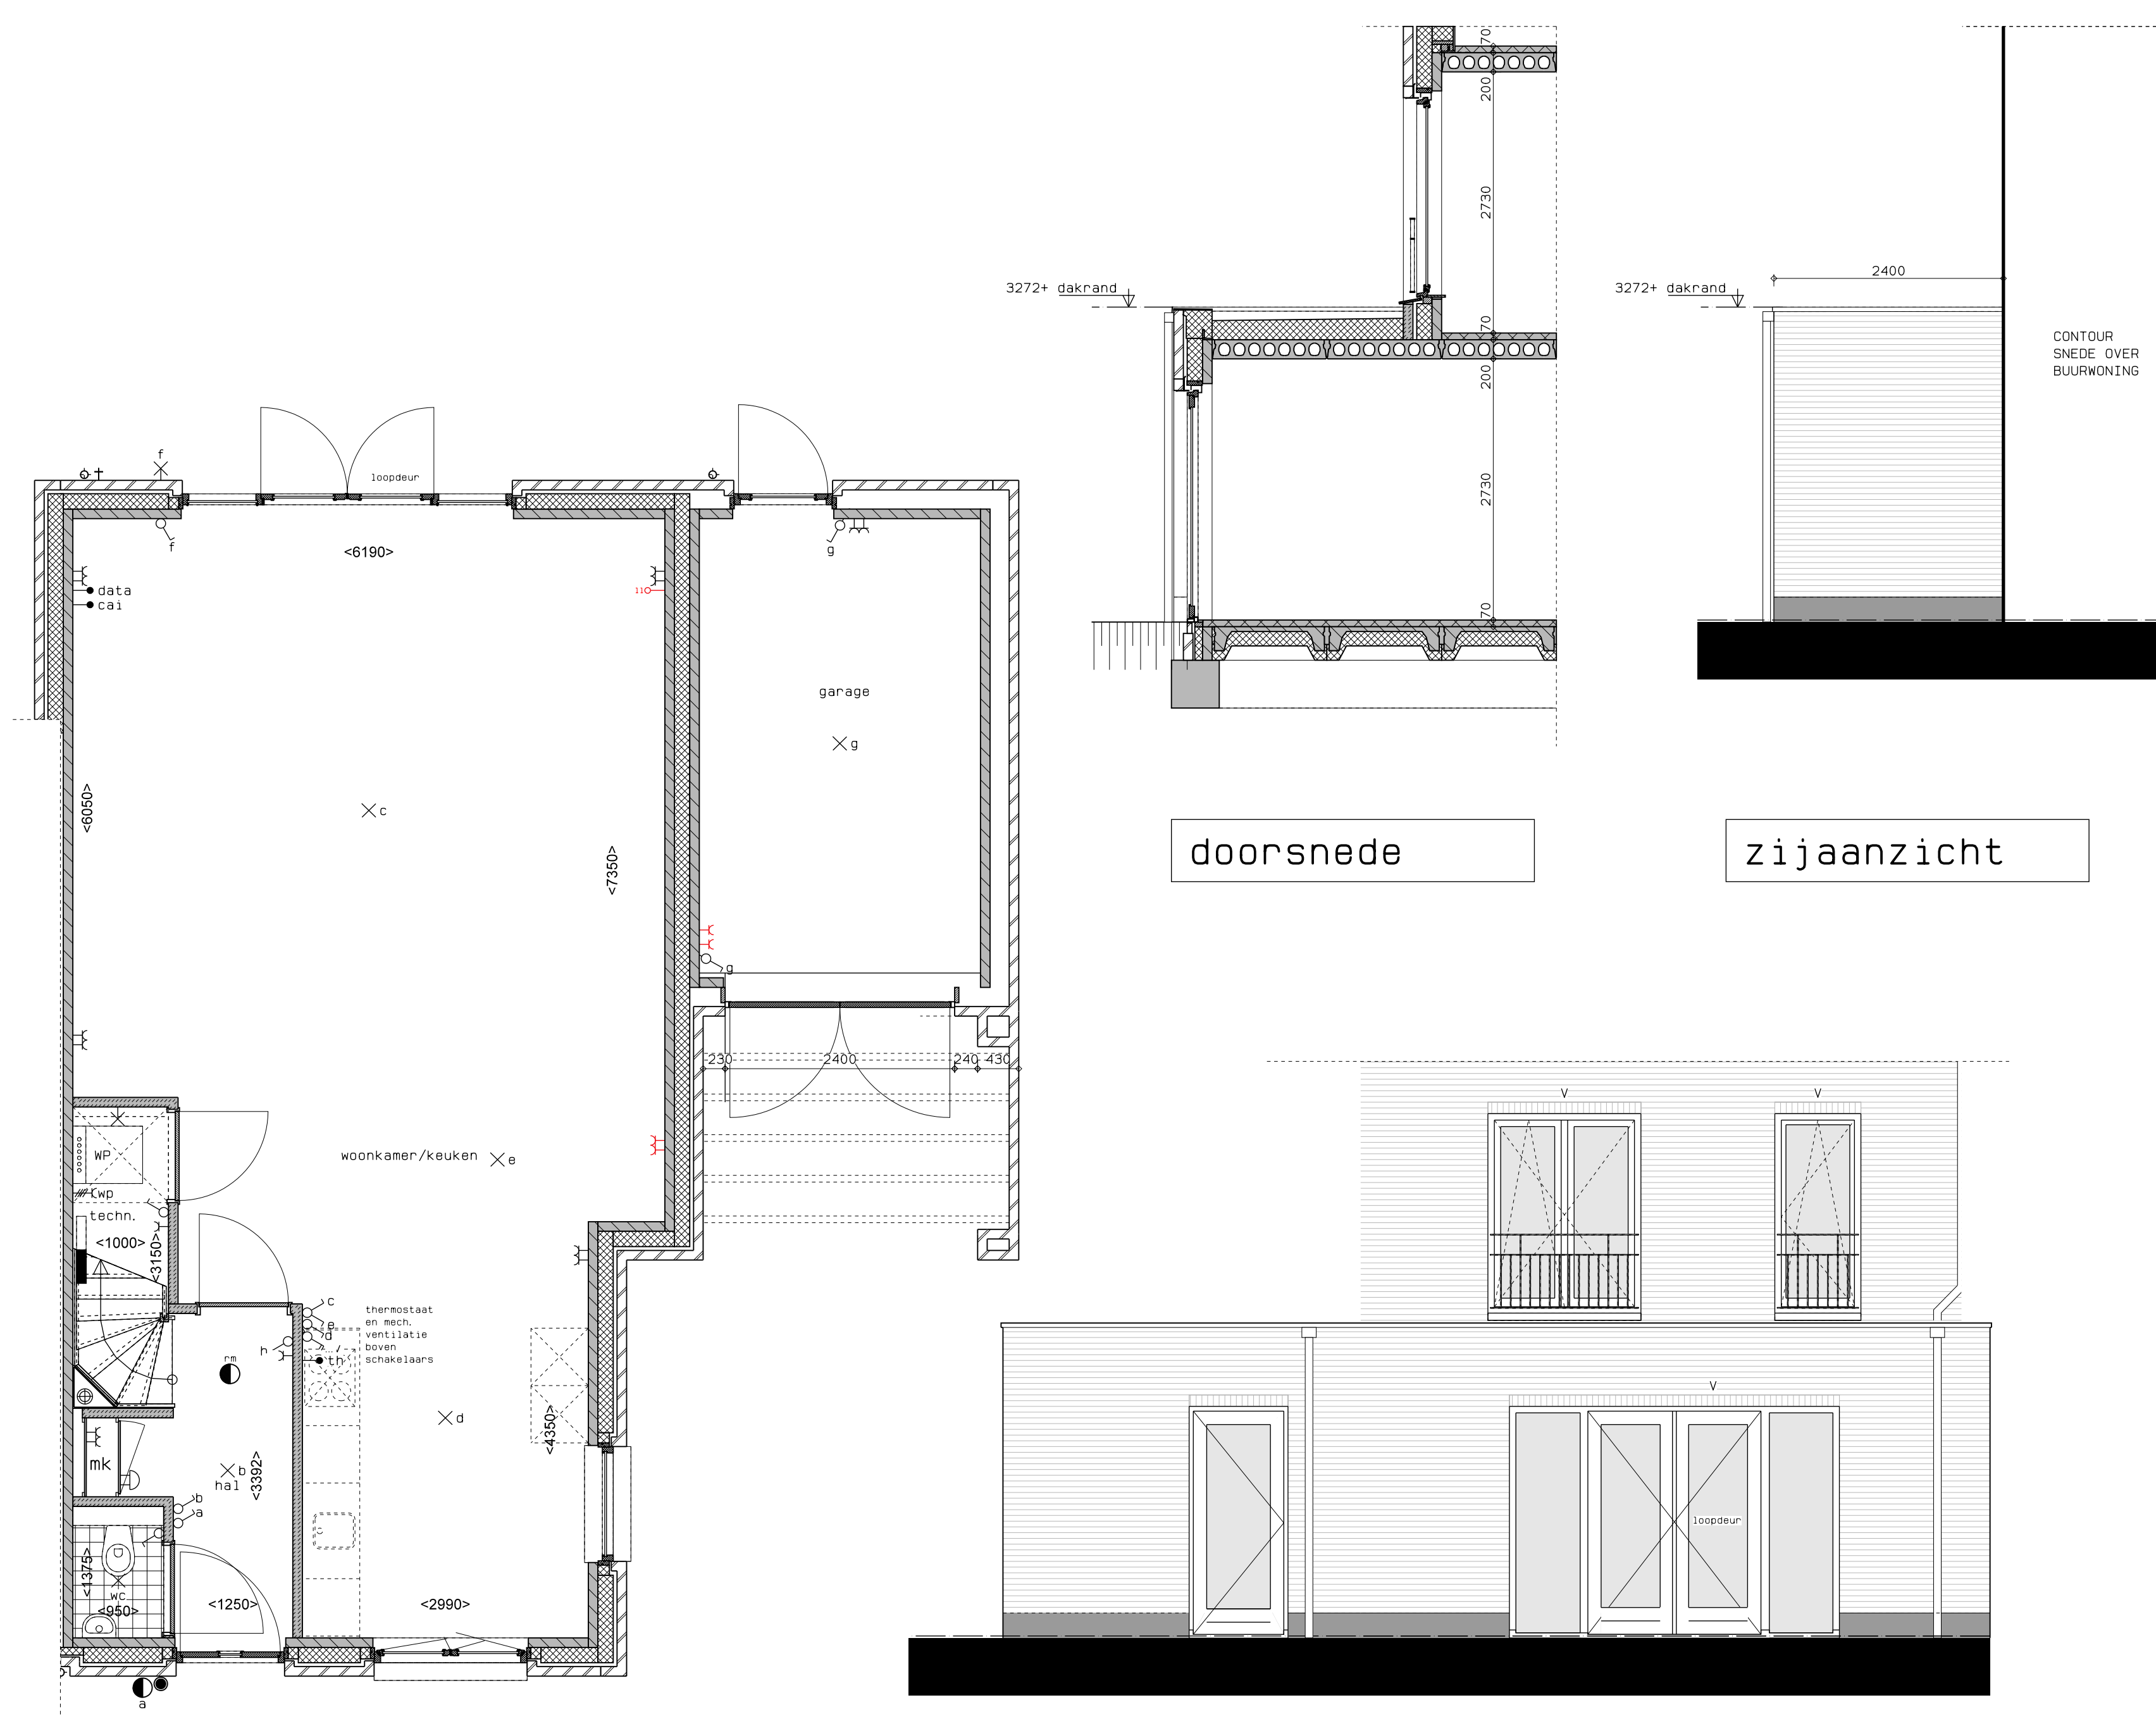 70
200
2730
2400
3272+ dakrand
3272+ dakrand
70
CONTOUR
SNEDE OVER
BUURWONING
200
f
loopdeur
2730
f
g
<6190>
data
cai
11
70
garage
g
c
<6050>
<7350>
doorsnede
zijaanzicht
g
230
2400
240
430
V
V
WP
woonkamer/keuken
e
wp
techn.
<1000>
<3150>
c
e
d
th
h
thermostaat
en mech.
ventilatie
boven
schakelaars
rm
V
d
<4350>
mk
b
hal
<3392>
b
a
loopdeur
<1375>
wc
<950>
<1250>
<2990>
a